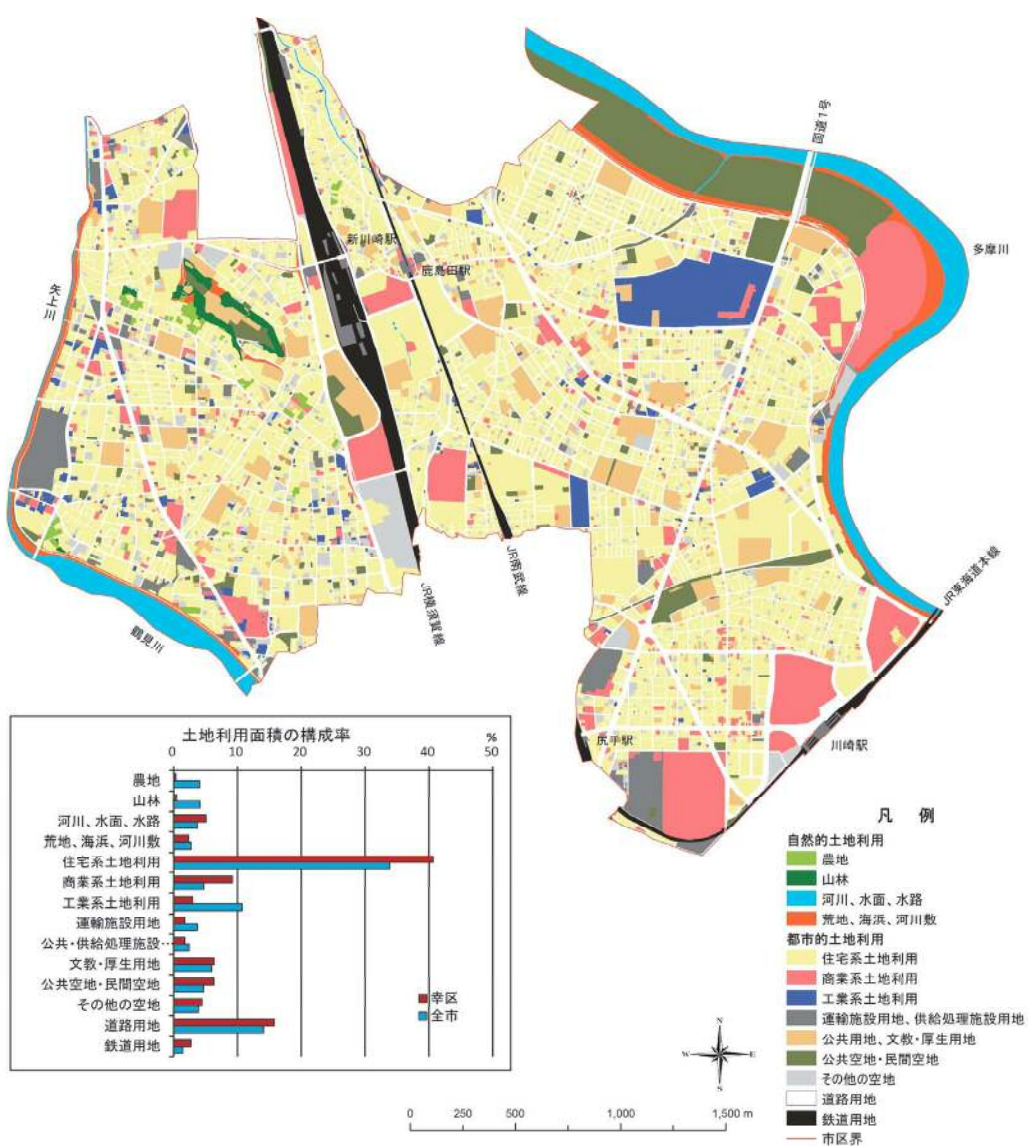 国道1号
多摩川
新川崎駅
鹿島田駅
矢上川
JR南武線
JR横須賀線
JR東海道本線
鶴見川
尻手駅
川崎駅
土地利用面積の構成率
%
0 10 20 30 40 50
農地
山林
河川、水面、水路
荒地、海浜、河川敷
住宅系土地利用
商業系土地利用
工業系土地利用
運輸施設用地
公共・供給処理施設…
文教・厚生用地
公共空地・民間空地
その他の空地
道路用地
鉄道用地
幸区
全市
凡 例
自然的土地利用
農地
山林
河川、水面、水路
荒地、海浜、河川敷
都市的土地利用
住宅系土地利用
商業系土地利用
工業系土地利用
運輸施設用地、供給処理施設用地
公共用地、文教・厚生用地
公共空地・民間空地
その他の空地
道路用地
鉄道用地
市区界
N
W E
S
0 250 500 1,000 1,500 m